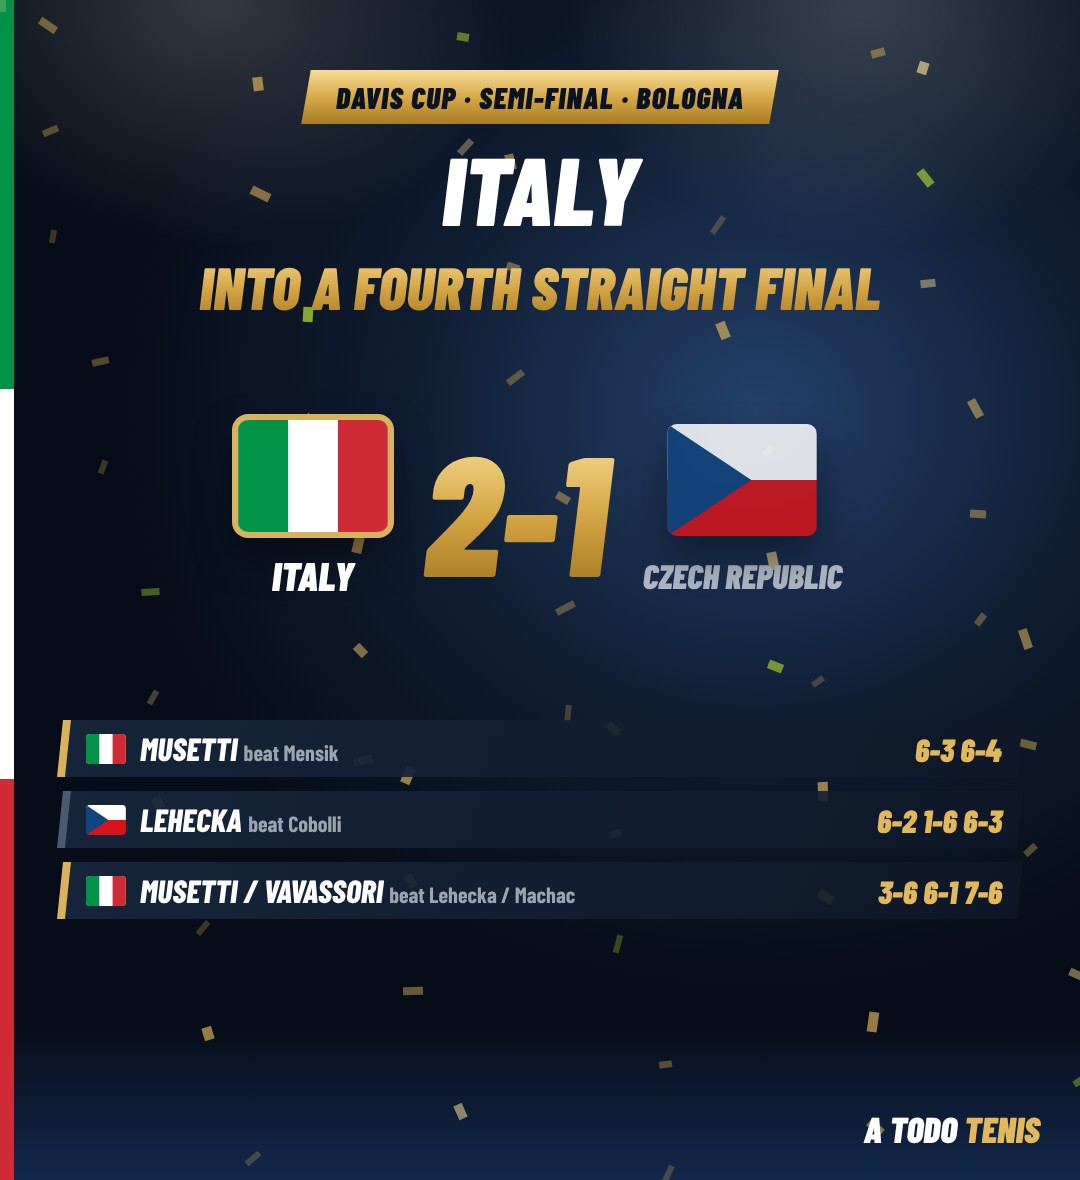 DAVIS CUP · SEMI-FINAL · BOLOGNA
ITALY
INTO A FOURTH STRAIGHT FINAL
2-1
ITALY
CZECH REPUBLIC
MUSETTI beat Mensik 6-3 6-4
LEHECKA beat Cobolli 6-2 1-6 6-3
MUSETTI / VAVASSORI beat Lehecka / Machac 3-6 6-1 7-6
A TODO TENIS